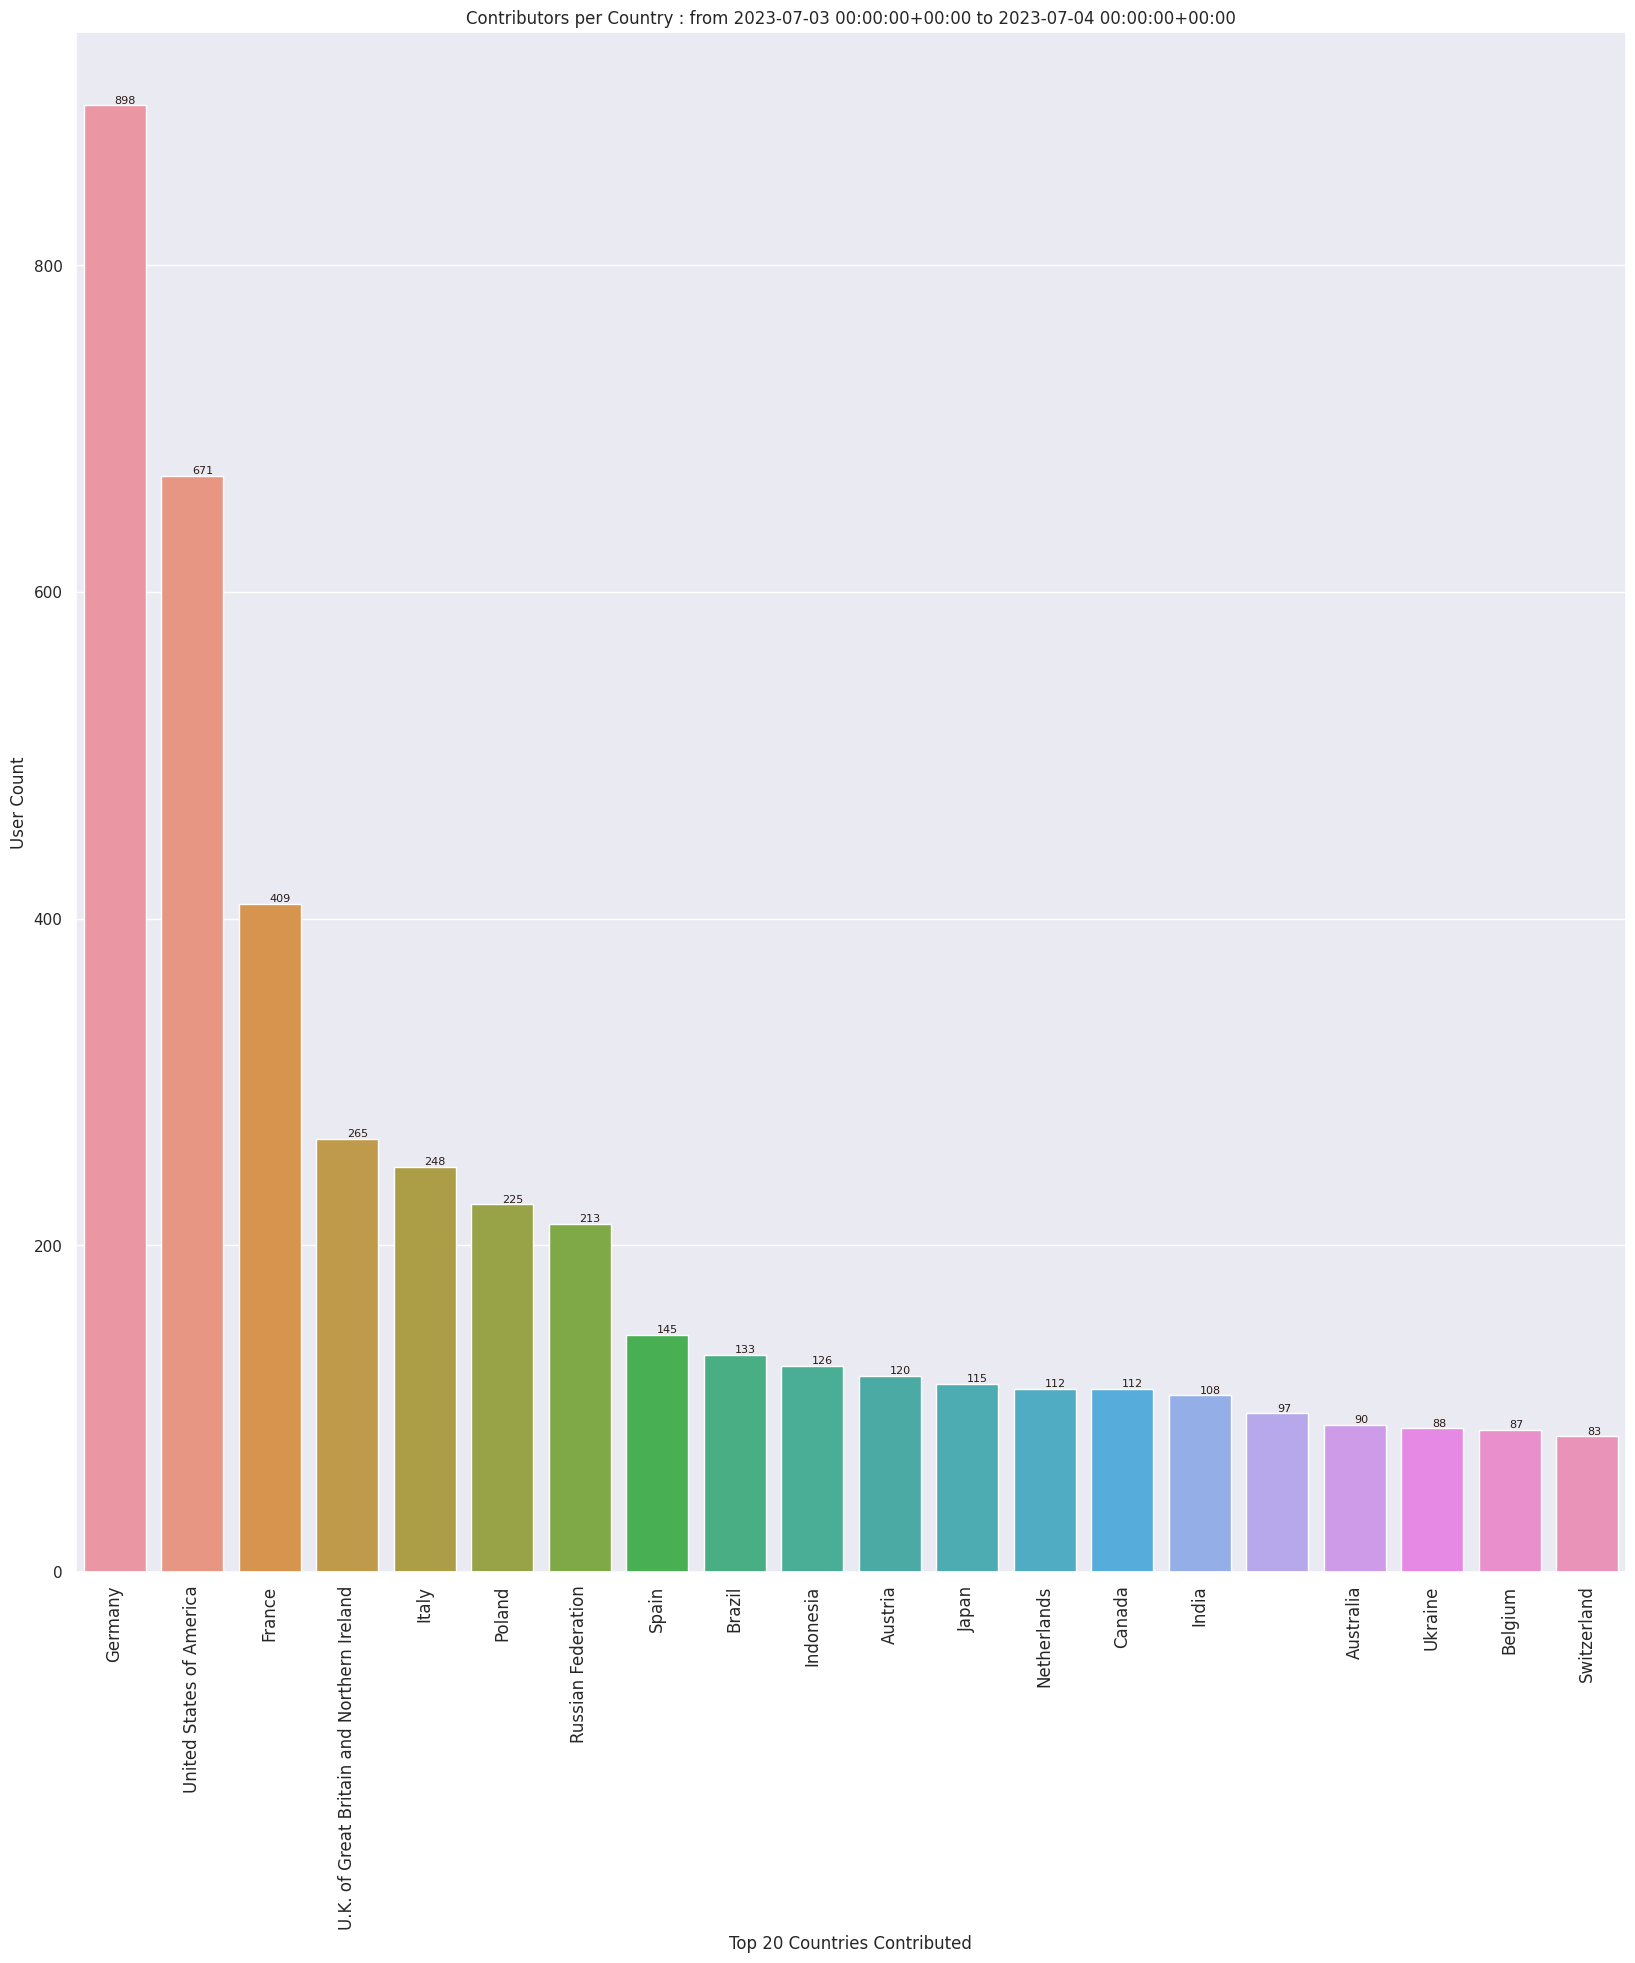 Contributors per Country : from 2023-07-03 00:00:00+00:00 to 2023-07-04 00:00:00+00:00
User Count
800
600
400
200
0
898
671
409
265
248
225
213
145
133
126
120
115
112
112
108
97
90
88
87
83
Germany
United States of America
France
U.K. of Great Britain and Northern Ireland
Italy
Poland
Russian Federation
Spain
Brazil
Indonesia
Austria
Japan
Netherlands
Canada
India
Australia
Ukraine
Belgium
Switzerland
Top 20 Countries Contributed